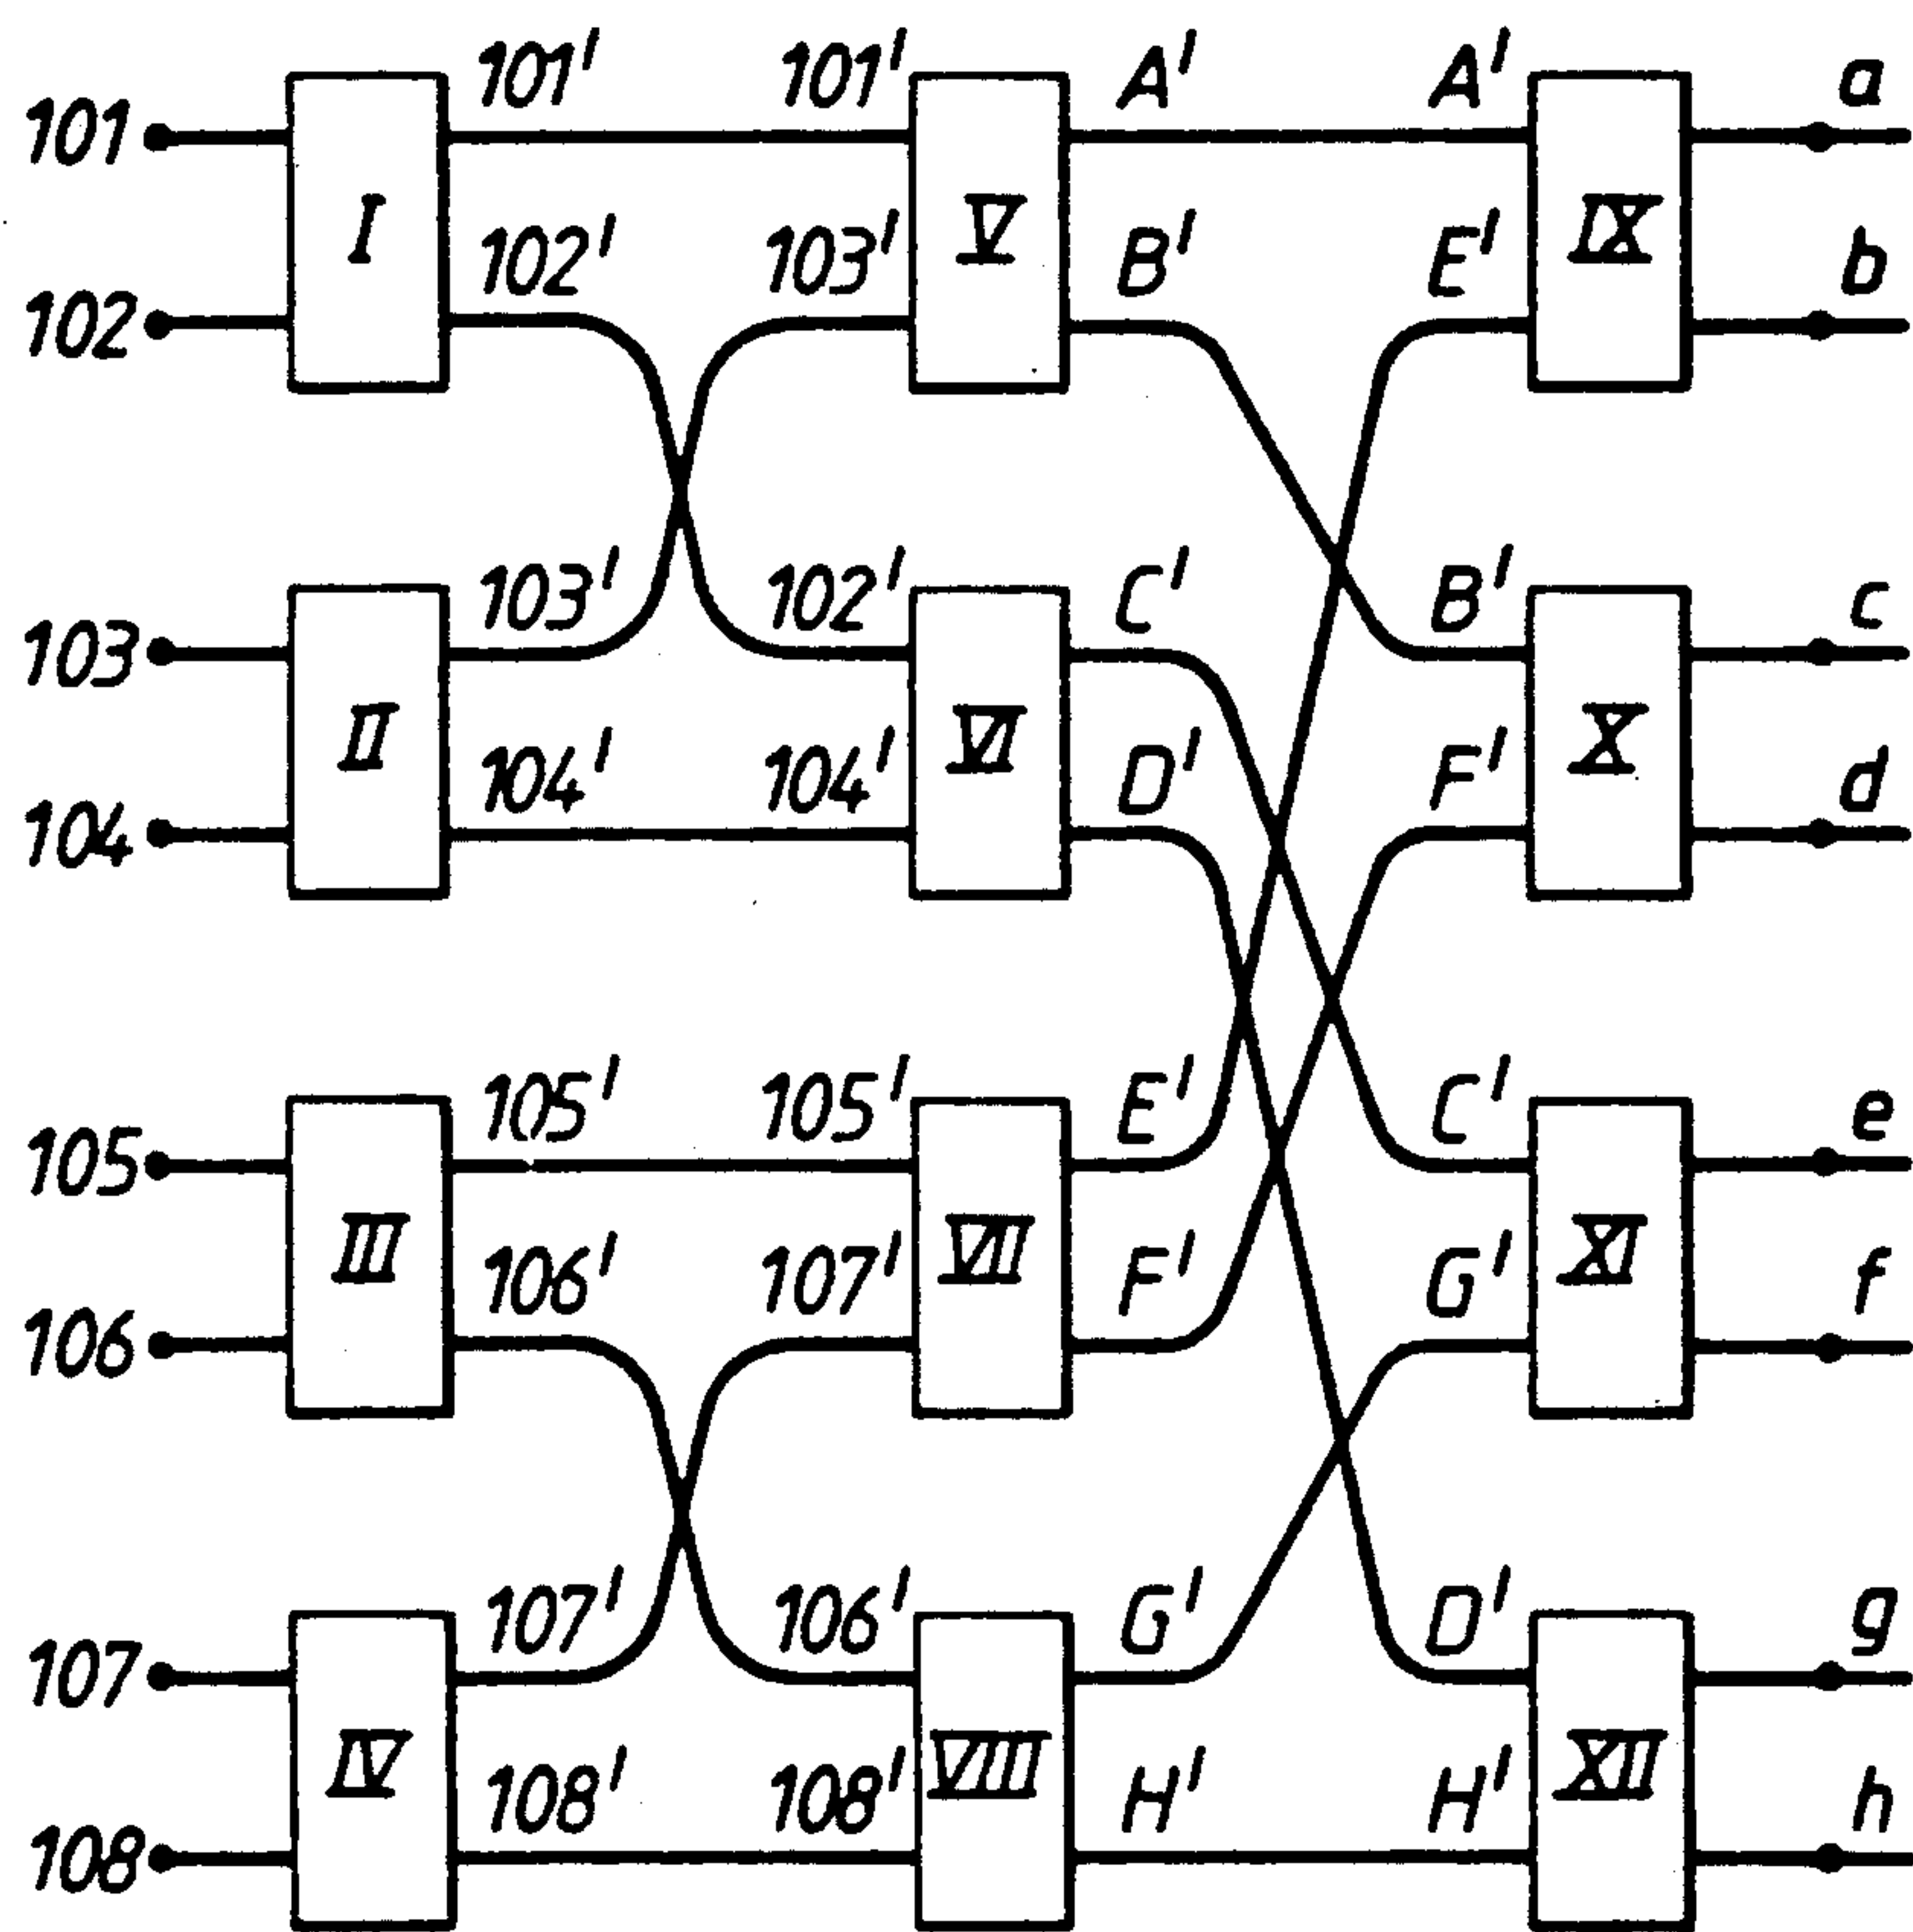 101' 101' A' A' a
101
I V IX
102' 103' B' E' b
102
103' 102' C' B' c
103
II VI X
104' 104' D' F' d
104
105' 105' E' C' e
105
III VII XI
106' 107' F' G' f
106
107' 106' G' D' g
107
IV VIII XII
108' 108' H' H' h
108